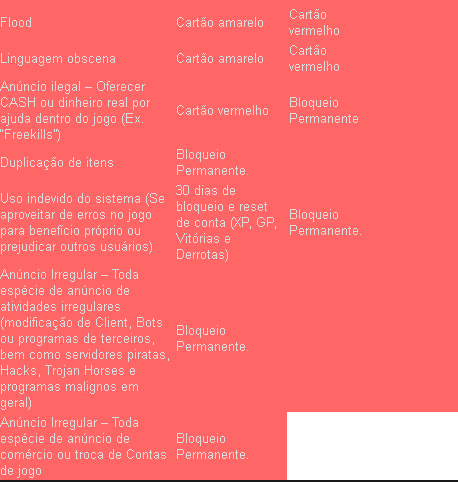 Flood
Cartão amarelo
Cartão
vermelho
Linguagem obscena
Cartão amarelo
Cartão
vermelho
Anúncio ilegal – Oferecer
CASH ou dinheiro real por
ajuda dentro do jogo (Ex.
"Freekills")
Cartão vermelho
Bloqueio
Permanente
Duplicação de itens
Bloqueio
Permanente.
Uso indevido do sistema (Se
aproveitar de erros no jogo
para benefício próprio ou
prejudicar outros usuários)
30 dias de
bloqueio e reset
de conta (XP, GP,
Vitórias e
Derrotas)
Bloqueio
Permanente.
Anúncio Irregular – Toda
espécie de anúncio de
atividades irregulares
(modificação de Client, Bots
ou programas de terceiros,
bem como servidores piratas,
Hacks, Trojan Horses e
programas malignos em
geral)
Bloqueio
Permanente.
Anúncio Irregular – Toda
espécie de anúncio de
comércio ou troca de Contas
de jogo
Bloqueio
Permanente.